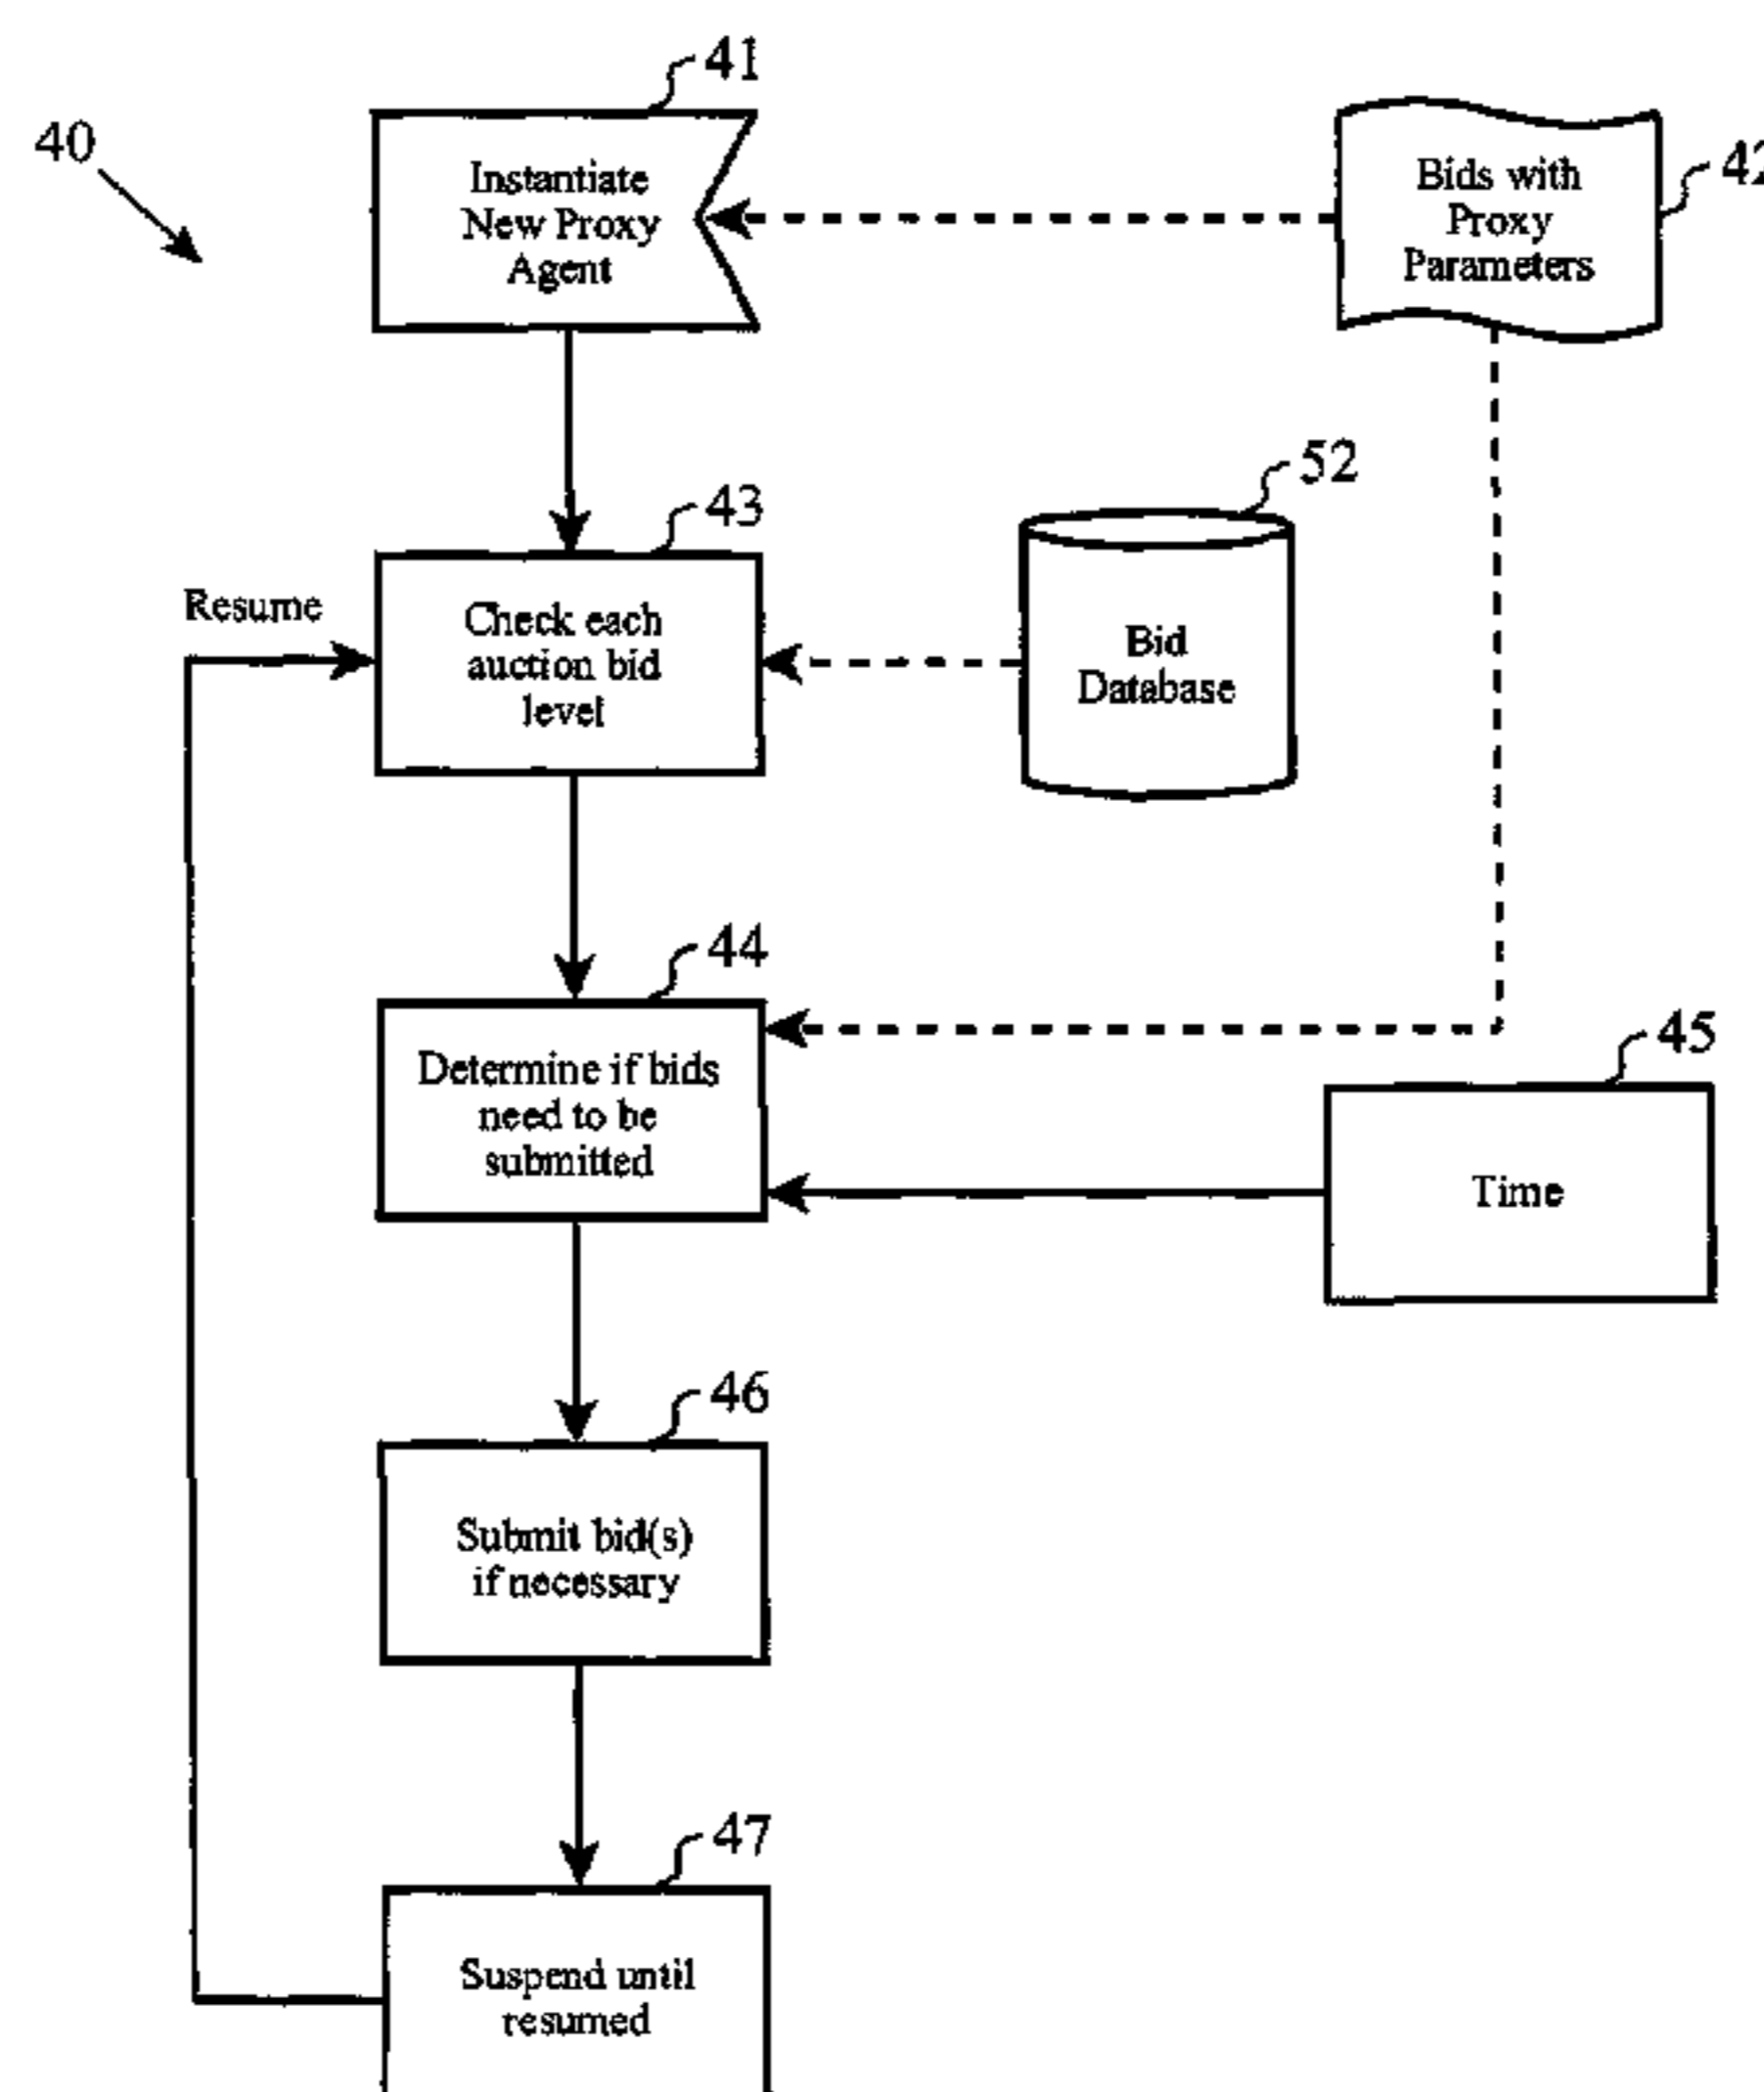 41
40
Instantiate
New Proxy
Agent
Bids with
Proxy
Parameters
42
52
43
Resume
Check each
auction bid
level
Bid
Database
44
Determine if bids
need to be
submitted
45
Time
46
Submit bid(s)
if necessary
47
Suspend until
resumed